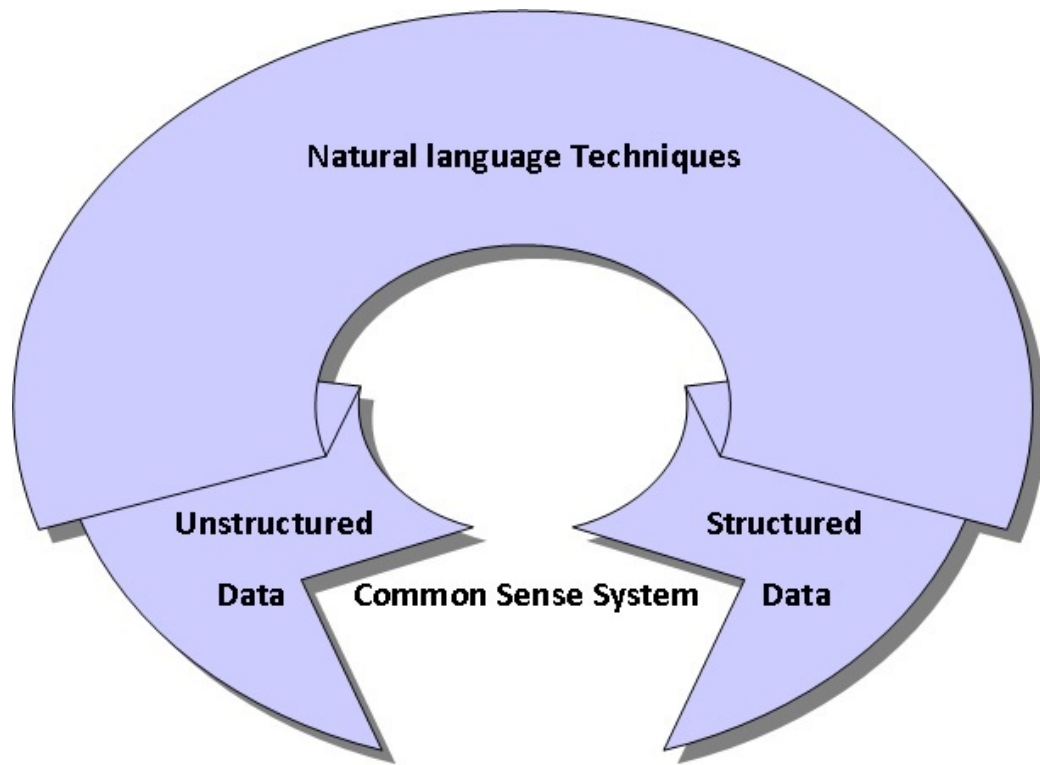 Natural language Techniques
Unstructured
Structured
Data
Common Sense System
Data